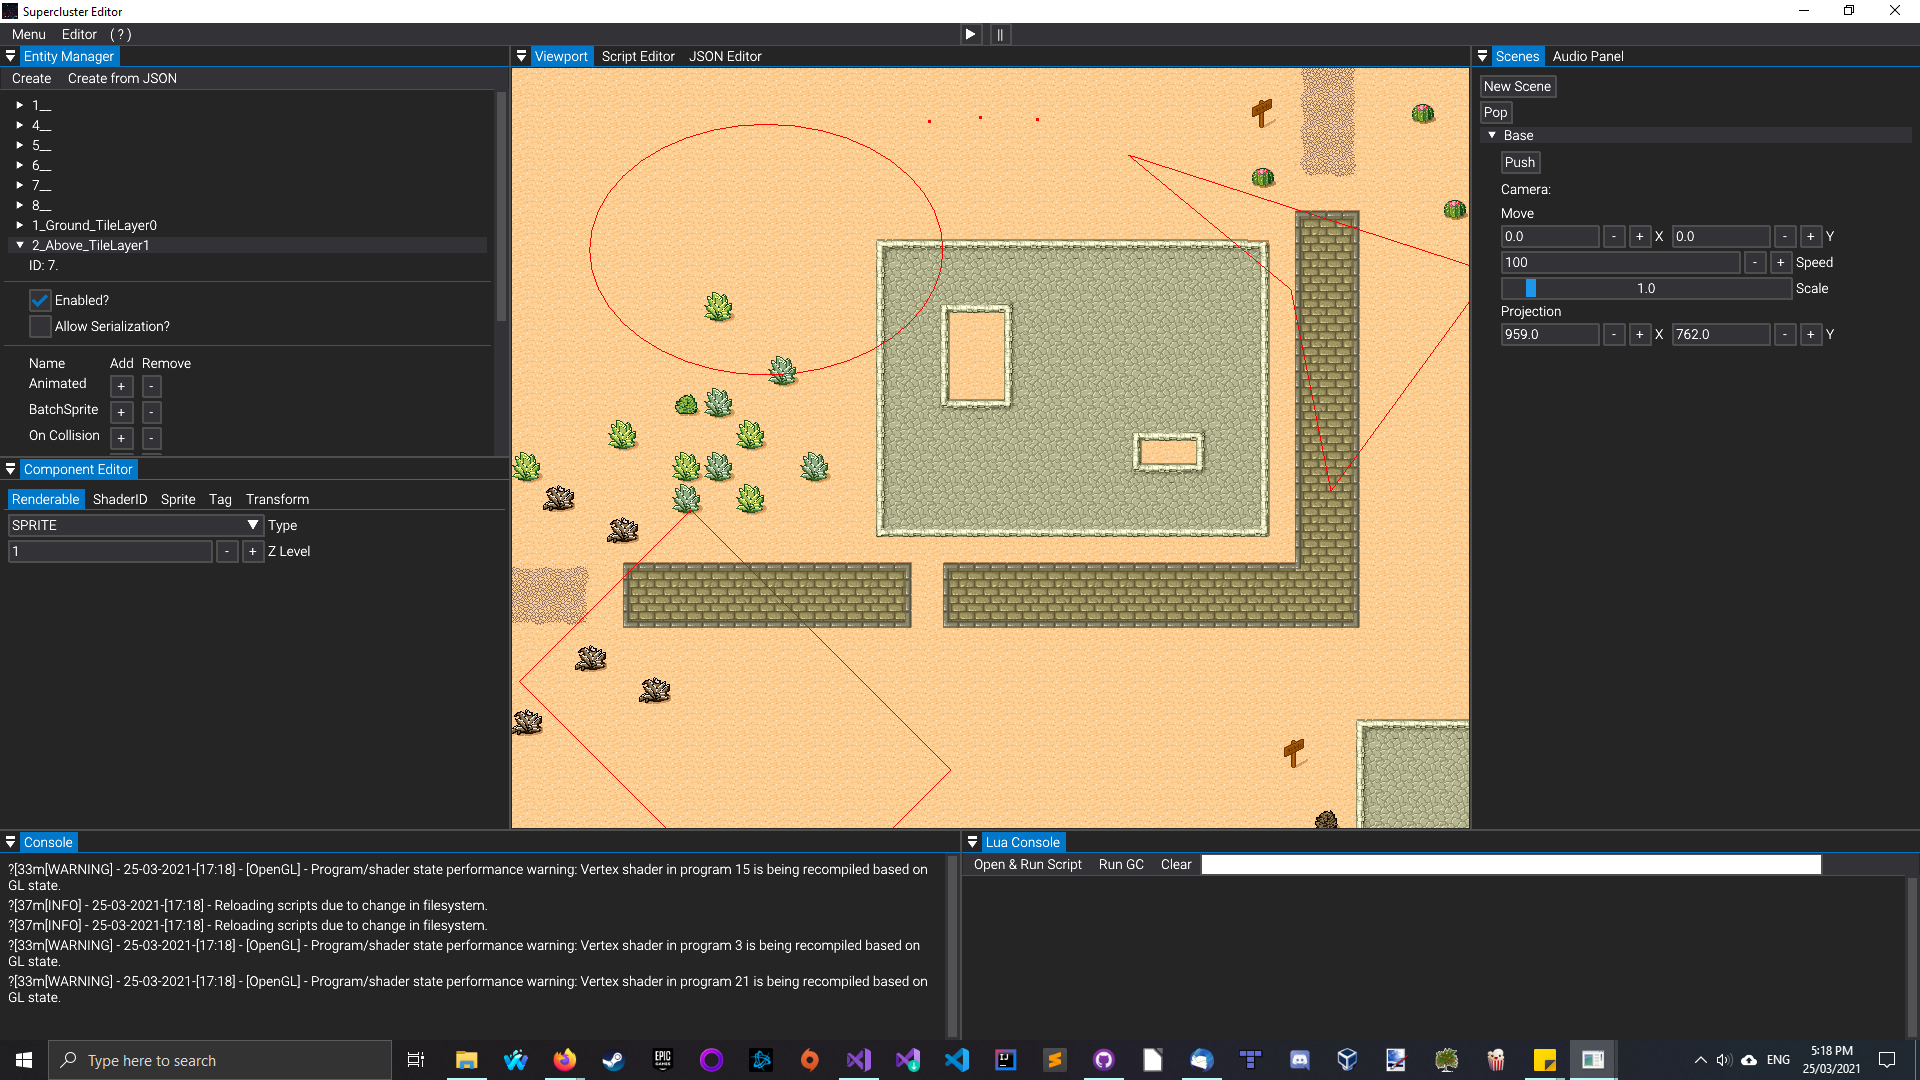 Supercluster Editor
Menu Editor (?)
Entity Manager
Create Create from JSON
1__
4__
5__
6__
7__
8__
1_Ground_TileLayer0
2_Above_TileLayer1
ID: 7.
Enabled?
Allow Serialization?
Name Add Remove
Animated + -
BatchSprite + -
On Collision + -
Component Editor
Renderable ShaderID Sprite Tag Transform
SPRITE Type
1 - + Z Level
Viewport Script Editor JSON Editor
Scenes Audio Panel
New Scene
Pop
Base
Push
Camera:
Move
0.0 - + X 0.0 - + Y
100 - + Speed
1.0 Scale
Projection
959.0 - + X 762.0 - + Y
Console
?[33m[WARNING] - 25-03-2021-[17:18] - [OpenGL] - Program/shader state performance warning: Vertex shader in program 15 is being recompiled based on
GL state.
?[37m[INFO] - 25-03-2021-[17:18] - Reloading scripts due to change in filesystem.
?[37m[INFO] - 25-03-2021-[17:18] - Reloading scripts due to change in filesystem.
?[33m[WARNING] - 25-03-2021-[17:18] - [OpenGL] - Program/shader state performance warning: Vertex shader in program 3 is being recompiled based on
GL state.
?[33m[WARNING] - 25-03-2021-[17:18] - [OpenGL] - Program/shader state performance warning: Vertex shader in program 21 is being recompiled based on
GL state.
Lua Console
Open & Run Script Run GC Clear
Type here to search
EPIC
GAMES
IJ
ENG
5:18 PM
25/03/2021